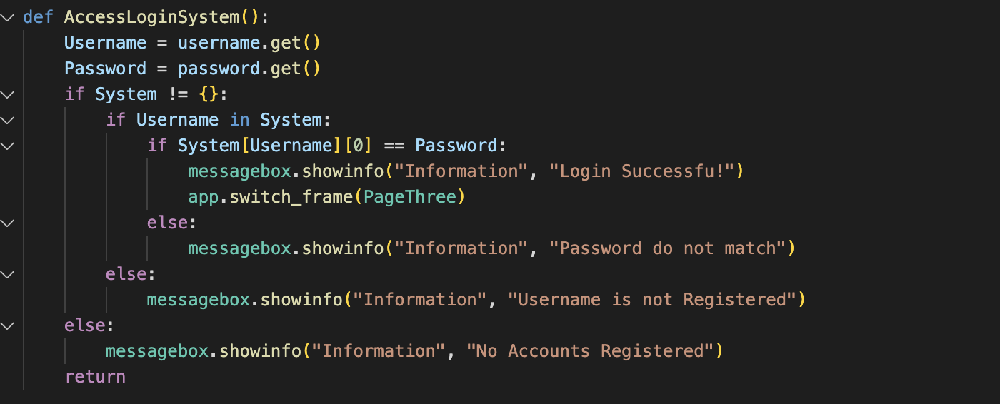 def AccessLoginSystem():
    Username = username.get()
    Password = password.get()
    if System != {}:
        if Username in System:
            if System[Username][0] == Password:
                messagebox.showinfo("Information", "Login Successfu!")
                app.switch_frame(PageThree)
            else:
                messagebox.showinfo("Information", "Password do not match")
        else:
            messagebox.showinfo("Information", "Username is not Registered")
    else:
        messagebox.showinfo("Information", "No Accounts Registered")
    return